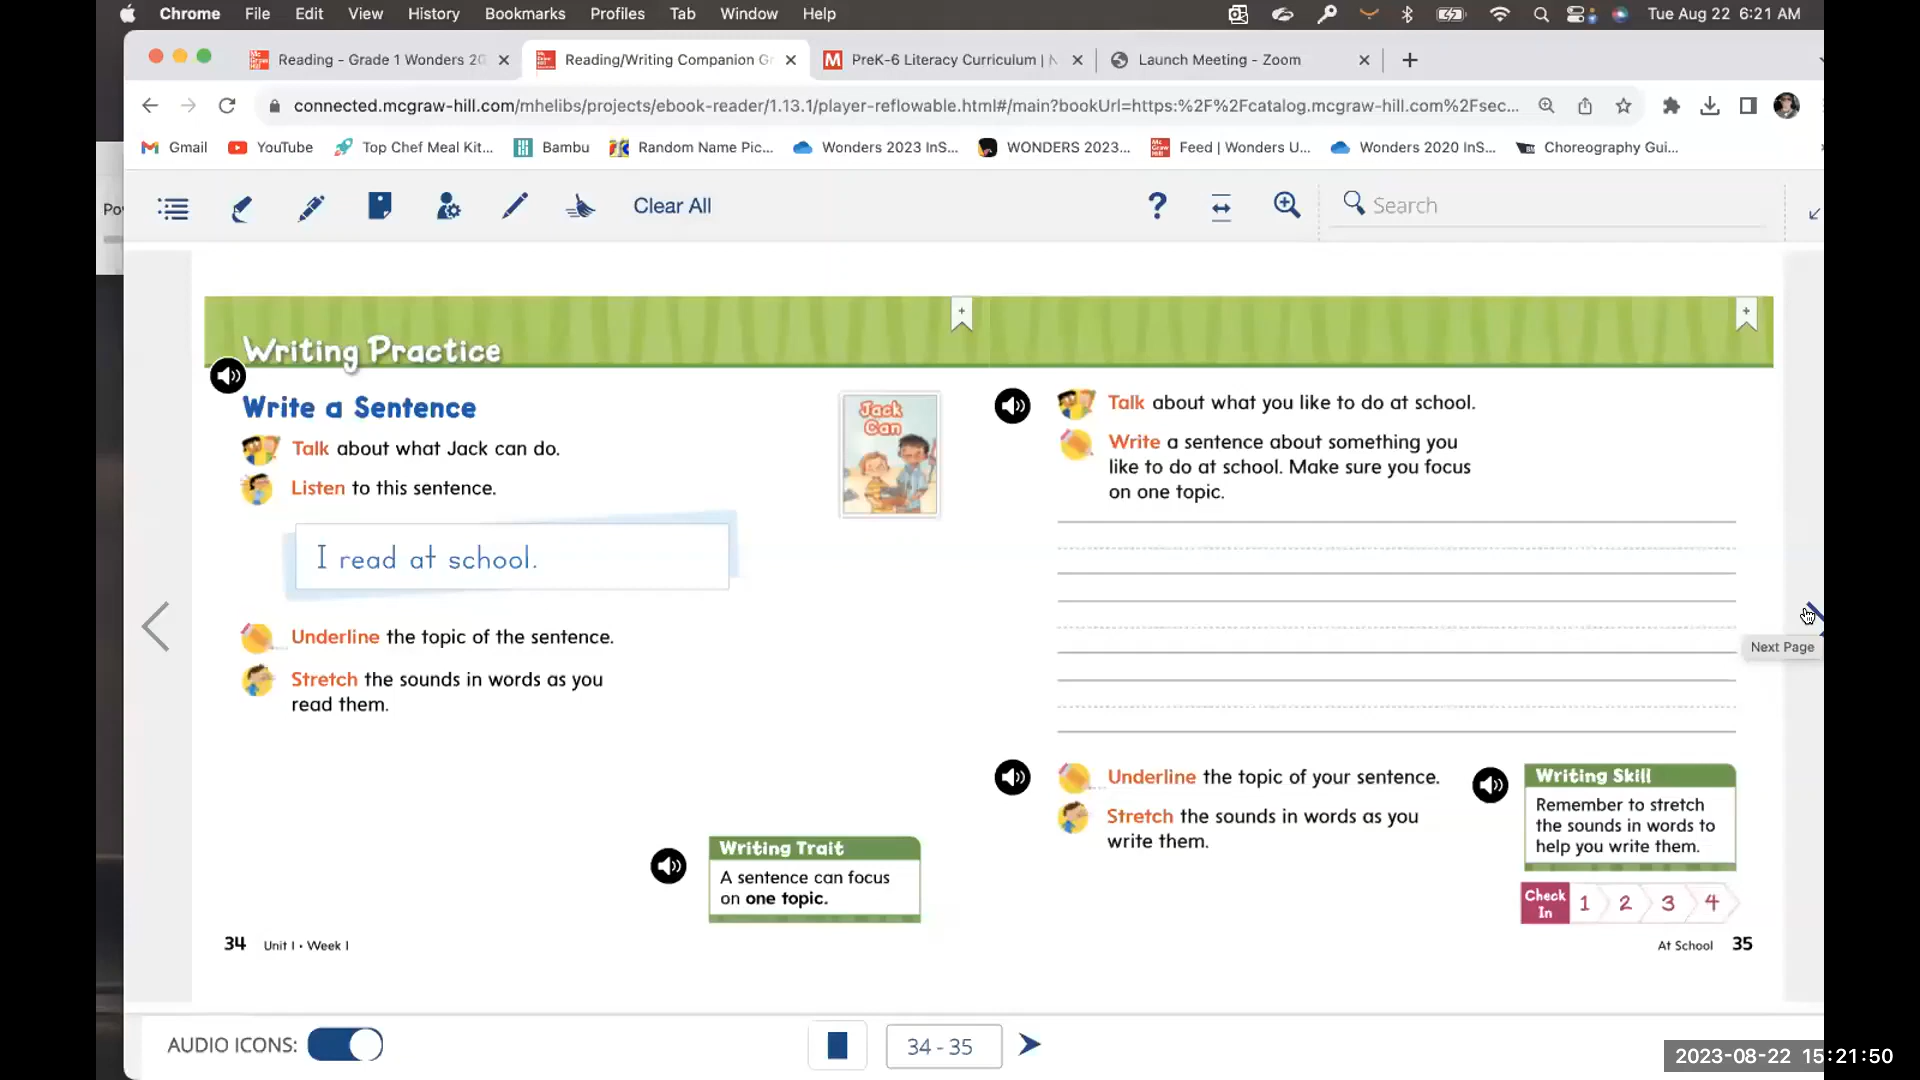 Chrome File Edit View History Bookmarks Profiles Tab Window Help Tue Aug 22 6:21 AM
Reading - Grade 1 Wonders Reading/Writing Companion PreK-6 Literacy Curriculum | Launch Meeting - Zoom
connected.mcgraw-hill.com/mhelibs/projects/ebook-reader/1.13.1/player-reflowable.html#/main?bookUrl=https:%2F%2Fcatalog.mcgraw-hill.com%2Fsec...
Gmail YouTube Top Chef Meal Kit... Bambu Random Name Pic... Wonders 2023 InS... WONDERS 2023... Feed | Wonders U... Wonders 2020 InS... Choreography Gui...
Clear All ? Search
Writing Practice
Write a Sentence
Talk about what Jack can do.
Listen to this sentence.
Jack
Can
I read at school.
Underline the topic of the sentence.
Stretch the sounds in words as you
read them.
Writing Trait
A sentence can focus
on one topic.
34 Unit 1 • Week 1
Talk about what you like to do at school.
Write a sentence about something you
like to do at school. Make sure you focus
on one topic.
Next Page
Underline the topic of your sentence.
Stretch the sounds in words as you
write them.
Writing Skill
Remember to stretch
the sounds in words to
help you write them.
Check
In 1 2 3 4
At School 35
AUDIO ICONS: 34 - 35
2023-08-22 15:21:50